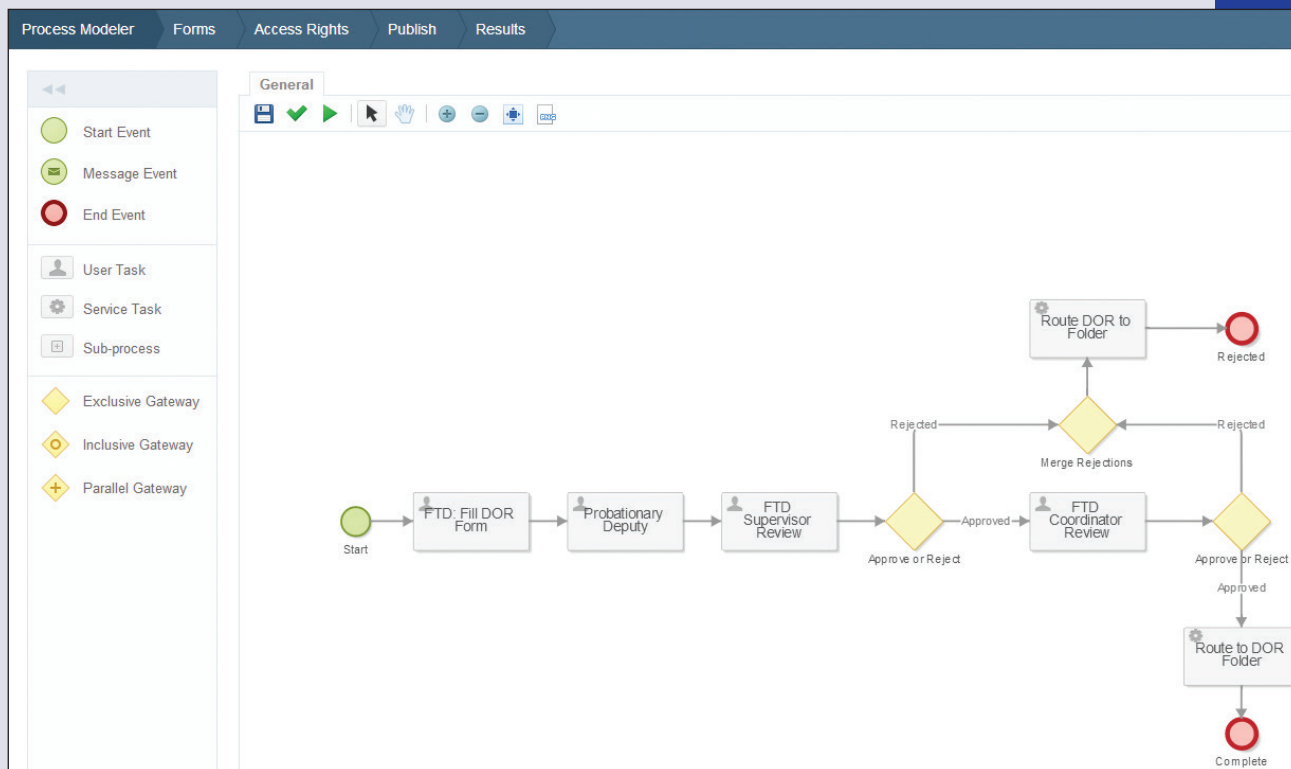 Process Modeler
Forms
Access Rights
Publish
Results
General
Start Event
Message Event
End Event
User Task
Service Task
Sub-process
Exclusive Gateway
Inclusive Gateway
Parallel Gateway
Route DOR to
Folder
Rejected
Rejected
Rejected
Merge Rejections
Start
FTD: Fill DOR
Form
Probationary
Deputy
FTD
Supervisor
Review
Approve or Reject
Approved
FTD
Coordinator
Review
Approve or Reject
Approved
Route to DOR
Folder
Complete